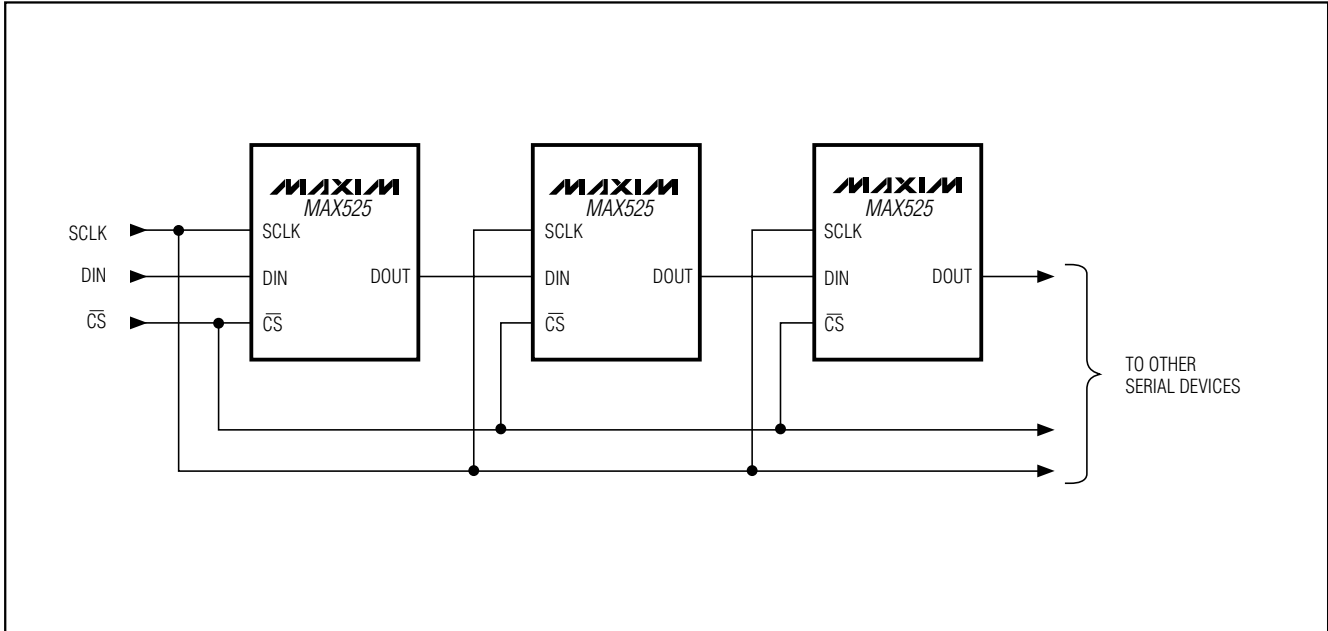 MAXIM
MAX525
SCLK
DIN
CS
SCLK
DIN
DOUT
CS
MAXIM
MAX525
SCLK
DIN
DOUT
CS
MAXIM
MAX525
SCLK
DIN
DOUT
CS
TO OTHER
SERIAL DEVICES